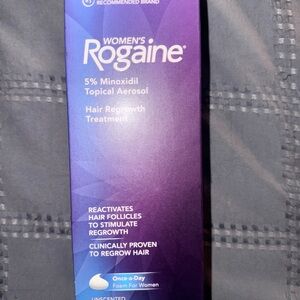 RECOMMENDED BRAND
WOMEN'S
Rogaine
5% Minoxidil
Topical Aerosol
Hair Regrowth
Treatment
REACTIVATES
HAIR FOLLICLES
TO STIMULATE
REGROWTH
CLINICALLY PROVEN
TO REGROW HAIR
Once-a-Day
Foam For Women
UNSCENTED